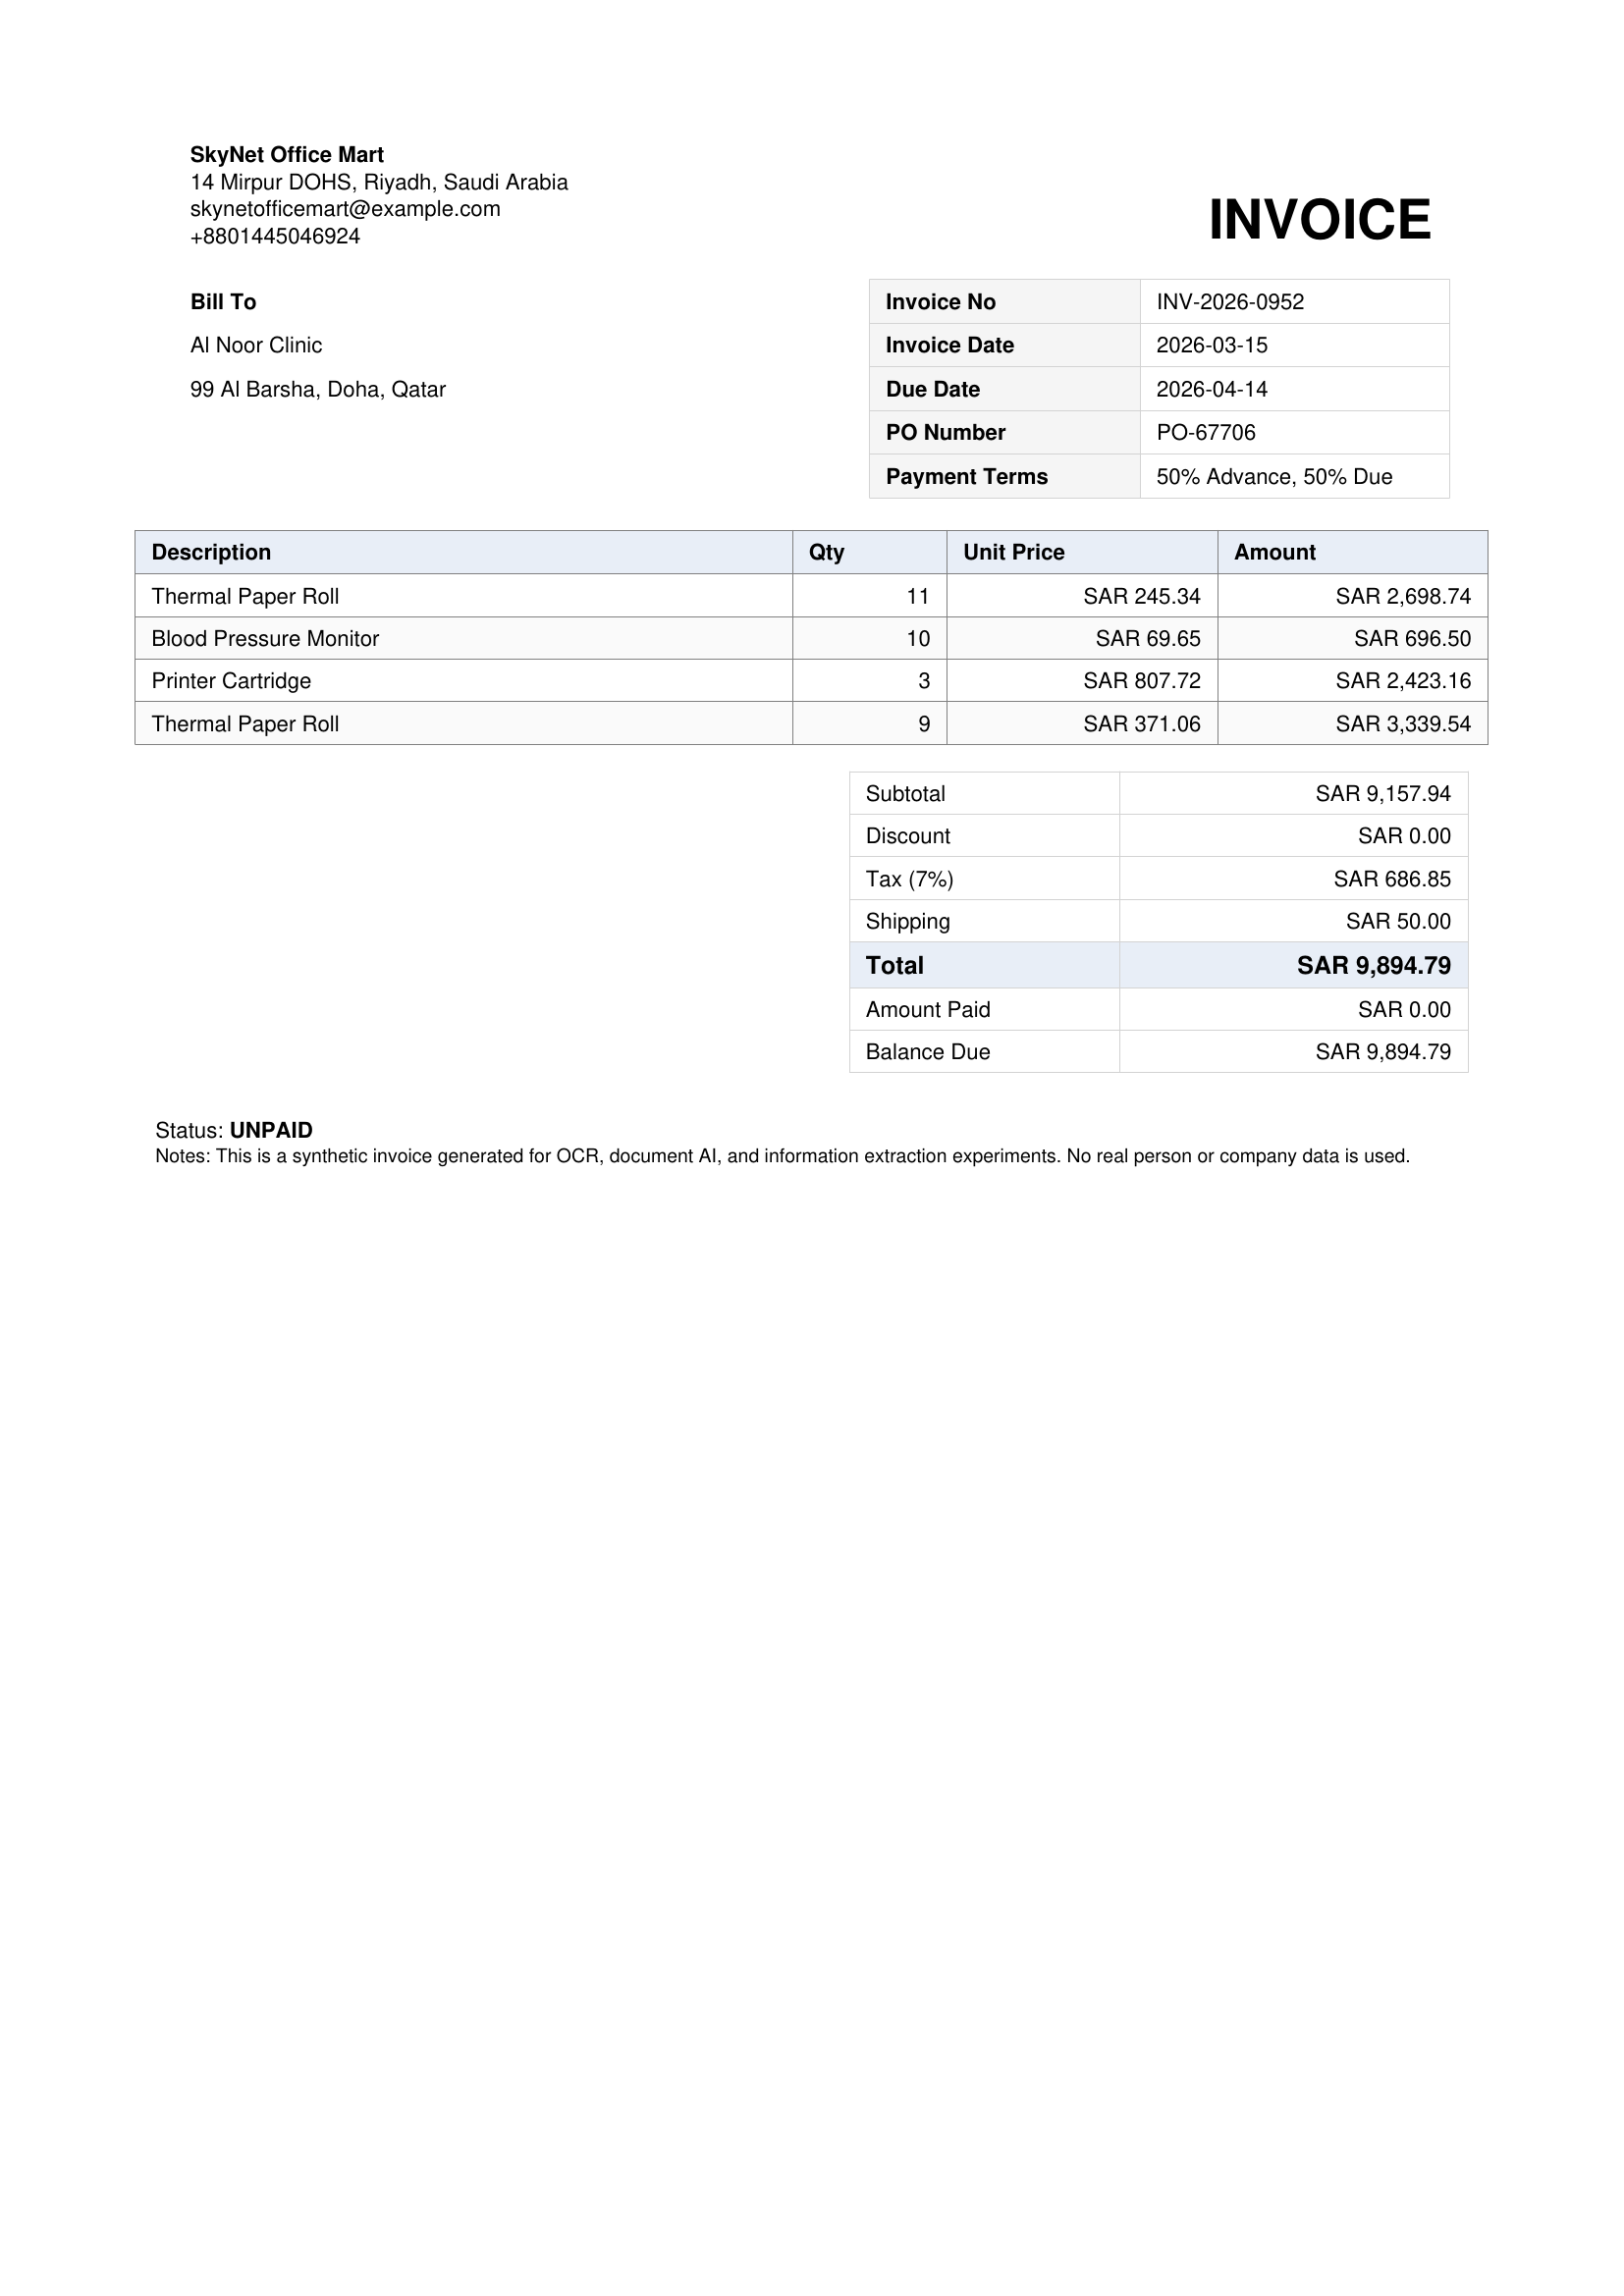 SkyNet Office Mart
14 Mirpur DOHS, Riyadh, Saudi Arabia
skynetofficemart@example.com
+8801445046924
INVOICE
Bill To
Al Noor Clinic
99 Al Barsha, Doha, Qatar
Invoice No INV-2026-0952
Invoice Date 2026-03-15
Due Date 2026-04-14
PO Number PO-67706
Payment Terms 50% Advance, 50% Due
Description Qty Unit Price Amount
Thermal Paper Roll 11 SAR 245.34 SAR 2,698.74
Blood Pressure Monitor 10 SAR 69.65 SAR 696.50
Printer Cartridge 3 SAR 807.72 SAR 2,423.16
Thermal Paper Roll 9 SAR 371.06 SAR 3,339.54
Subtotal SAR 9,157.94
Discount SAR 0.00
Tax (7%) SAR 686.85
Shipping SAR 50.00
Total SAR 9,894.79
Amount Paid SAR 0.00
Balance Due SAR 9,894.79
Status: UNPAID
Notes: This is a synthetic invoice generated for OCR, document AI, and information extraction experiments. No real person or company data is used.